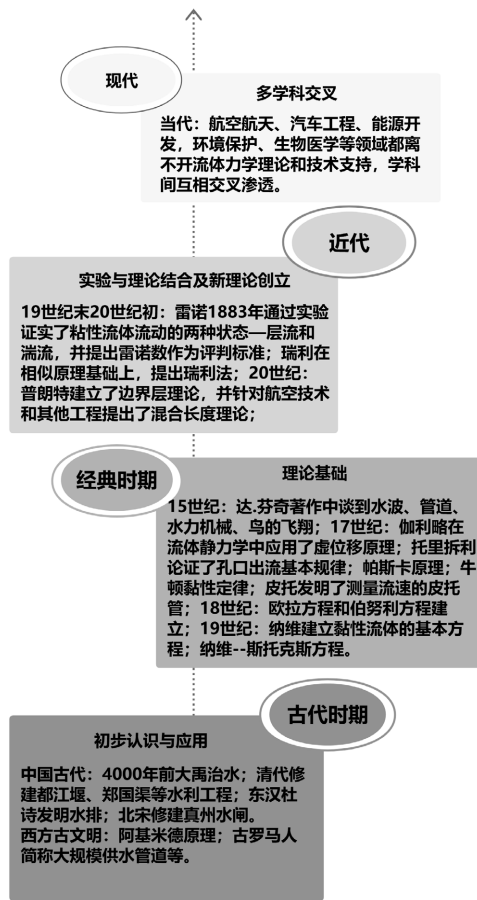 现代
多学科交叉
当代：航空航天、汽车工程、能源开
发，环境保护、生物医学等领域都离
不开流体力学理论和技术支持，学科
间互相交叉渗透。
近代
实验与理论结合及新理论创立
19世纪末20世纪初：雷诺1883年通过实验
证实了粘性流体流动的两种状态—层流和
湍流，并提出雷诺数作为评判标准；瑞利在
相似原理基础上，提出瑞利法；20世纪：
普朗特建立了边界层理论，并针对航空技术
和其他工程提出了混合长度理论；
经典时期
理论基础
15世纪：达.芬奇著作中谈到水波、管道、
水力机械、鸟的飞翔；17世纪：伽利略在
流体静力学中应用了虚位移原理；托里拆利
论证了孔口出流基本规律；帕斯卡原理；牛
顿黏性定律；皮托发明了测量流速的皮托
管；18世纪：欧拉方程和伯努利方程建
立；19世纪：纳维建立黏性流体的基本方
程；纳维--斯托克斯方程。
古代时期
初步认识与应用
中国古代：4000年前大禹治水；清代修
建都江堰、郑国渠等水利工程；东汉杜
诗发明水排；北宋修建真州水闸。
西方古文明：阿基米德原理；古罗马人
简称大规模供水管道等。